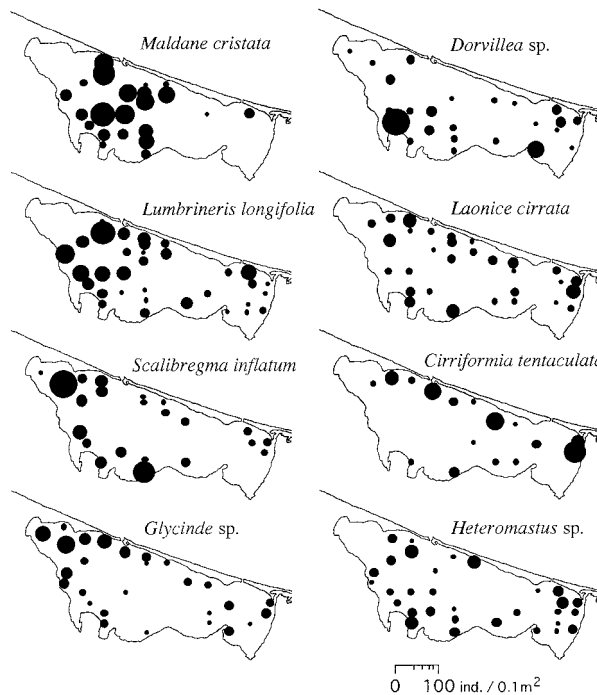 Maldane cristata
Dorvillea sp.
Lumbrineris longifolia
Laonice cirrata
Scalibregma inflatum
Cirriformia tentaculata
Glycinde sp.
Heteromastus sp.
0 100 ind. / 0.1m²